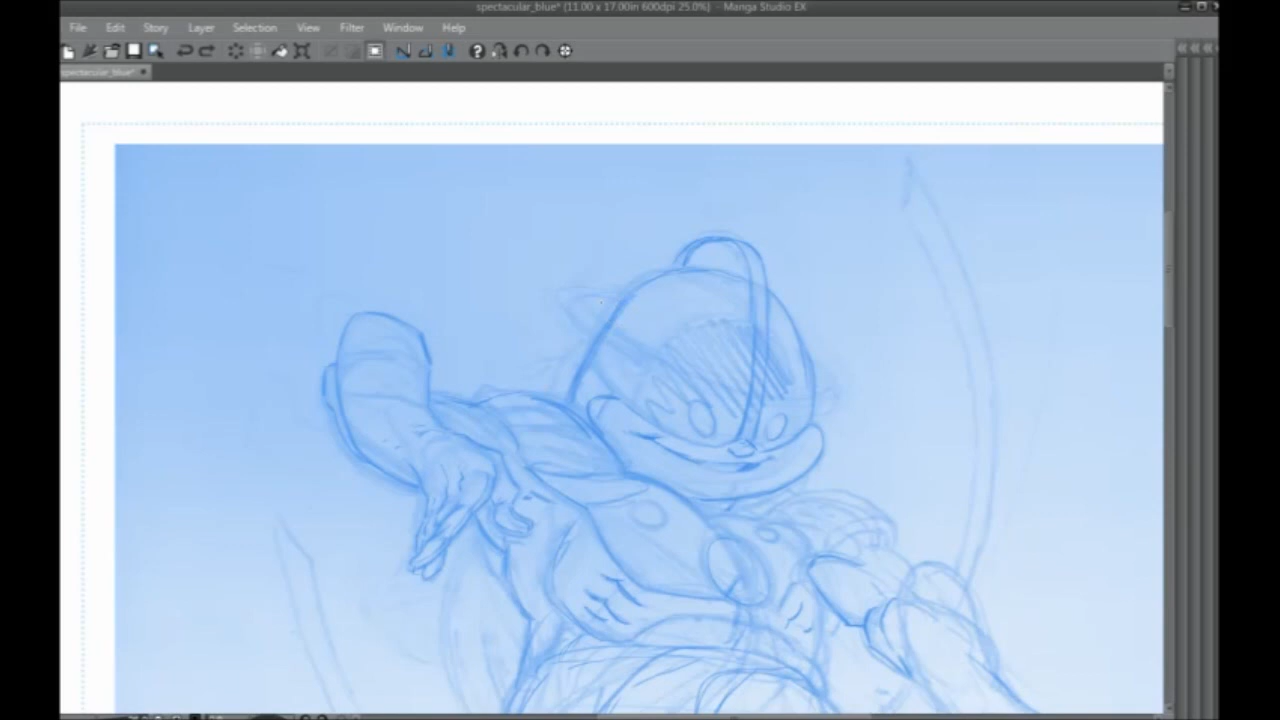 spectacular_blue* (11.00 x 17.00in 600dpi 25.0%) - Manga Studio EX
File Edit Story Layer Selection View Filter Window Help
spectacular_blue*